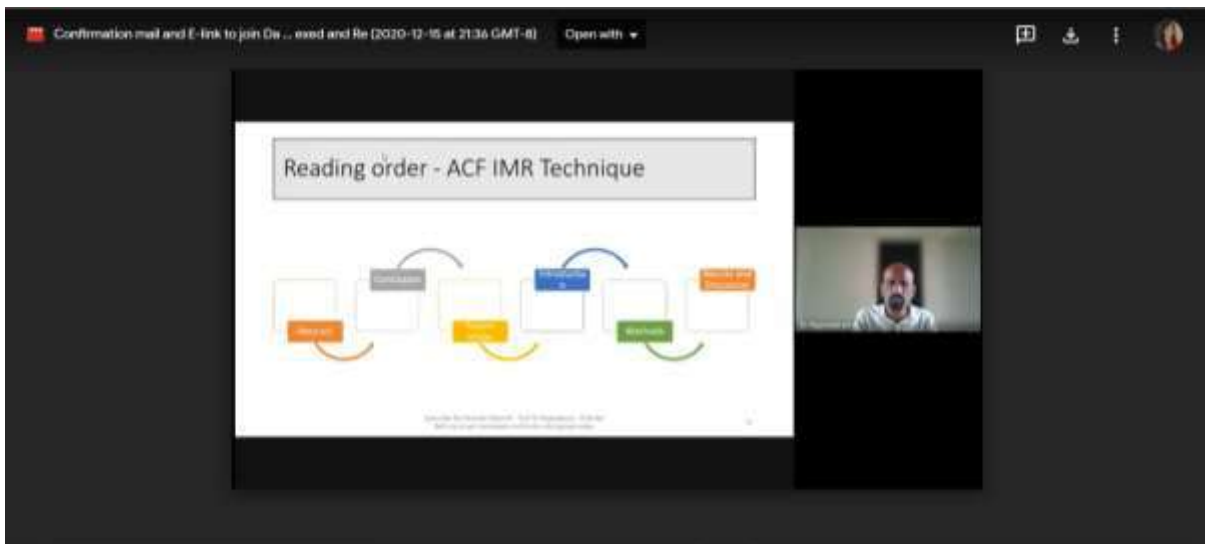 Confirmation mail and E-link to join Da ... exed and Re (2020-12-15 at 21:36 GMT-8)
Open with
Reading order - ACF IMR Technique
Conclusion
Introductio
n
Results and
Discussion
Abstract
Methods